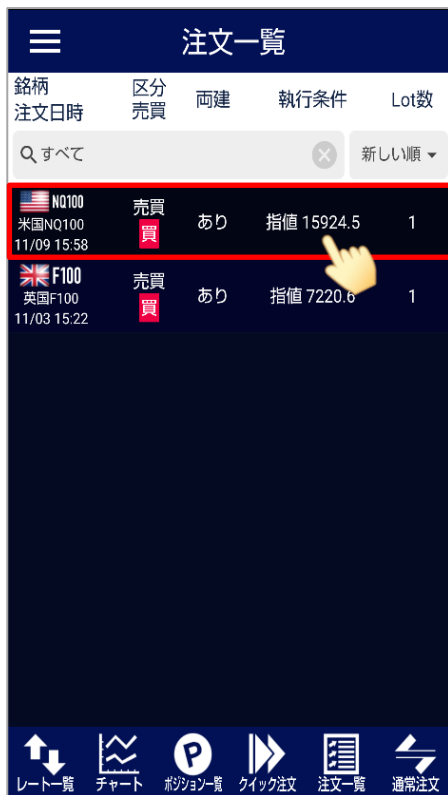 注文一覧
銘柄 区分 両建 執行条件 Lot数
注文日時 売買
すべて 新しい順
NQ100 売買 あり 指値 15924.5 1
米国NQ100 買
11/09 15:58
F100 売買 あり 指値 7220.6 1
英国F100 買
11/03 15:22
P
レート一覧 チャート ポジション一覧 クイック注文 注文一覧 通常注文